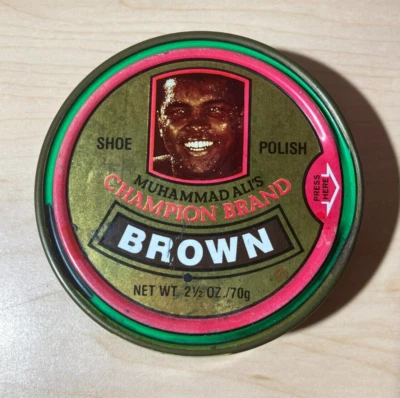 SHOE POLISH
MUHAMMAD ALI'S
CHAMPION BRAND
BROWN
NET WT. 2½ OZ./70g
PRESS
HERE